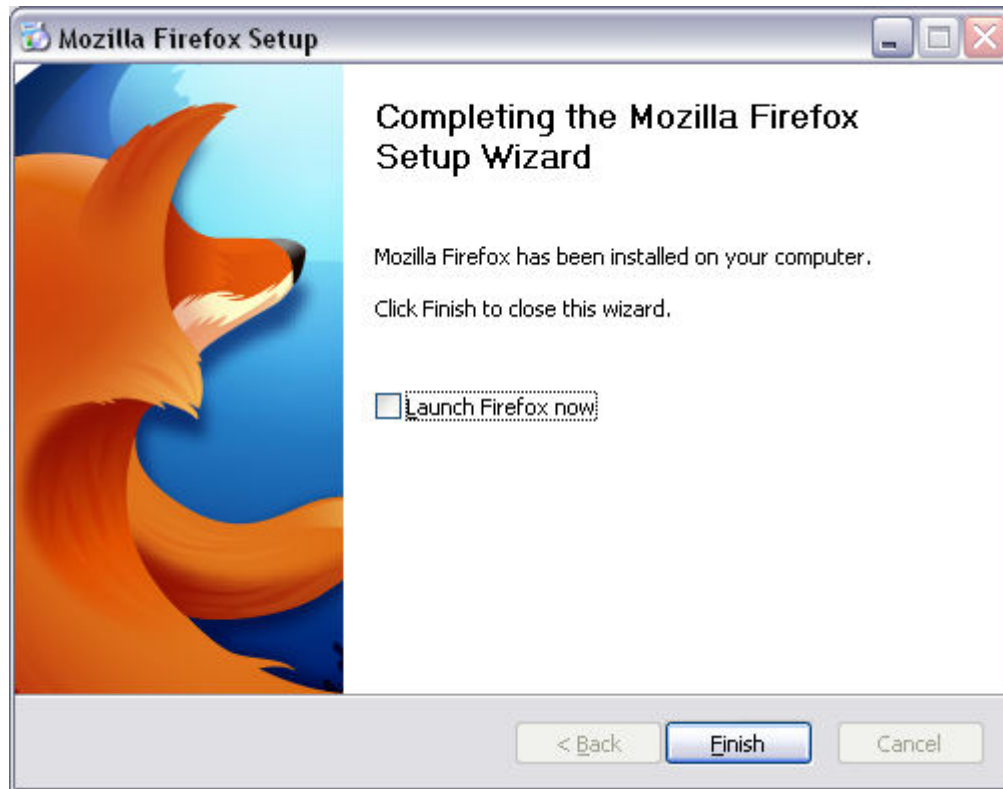 Mozilla Firefox Setup
Completing the Mozilla Firefox
Setup Wizard
Mozilla Firefox has been installed on your computer.
Click Finish to close this wizard.
Launch Firefox now
< Back Finish Cancel